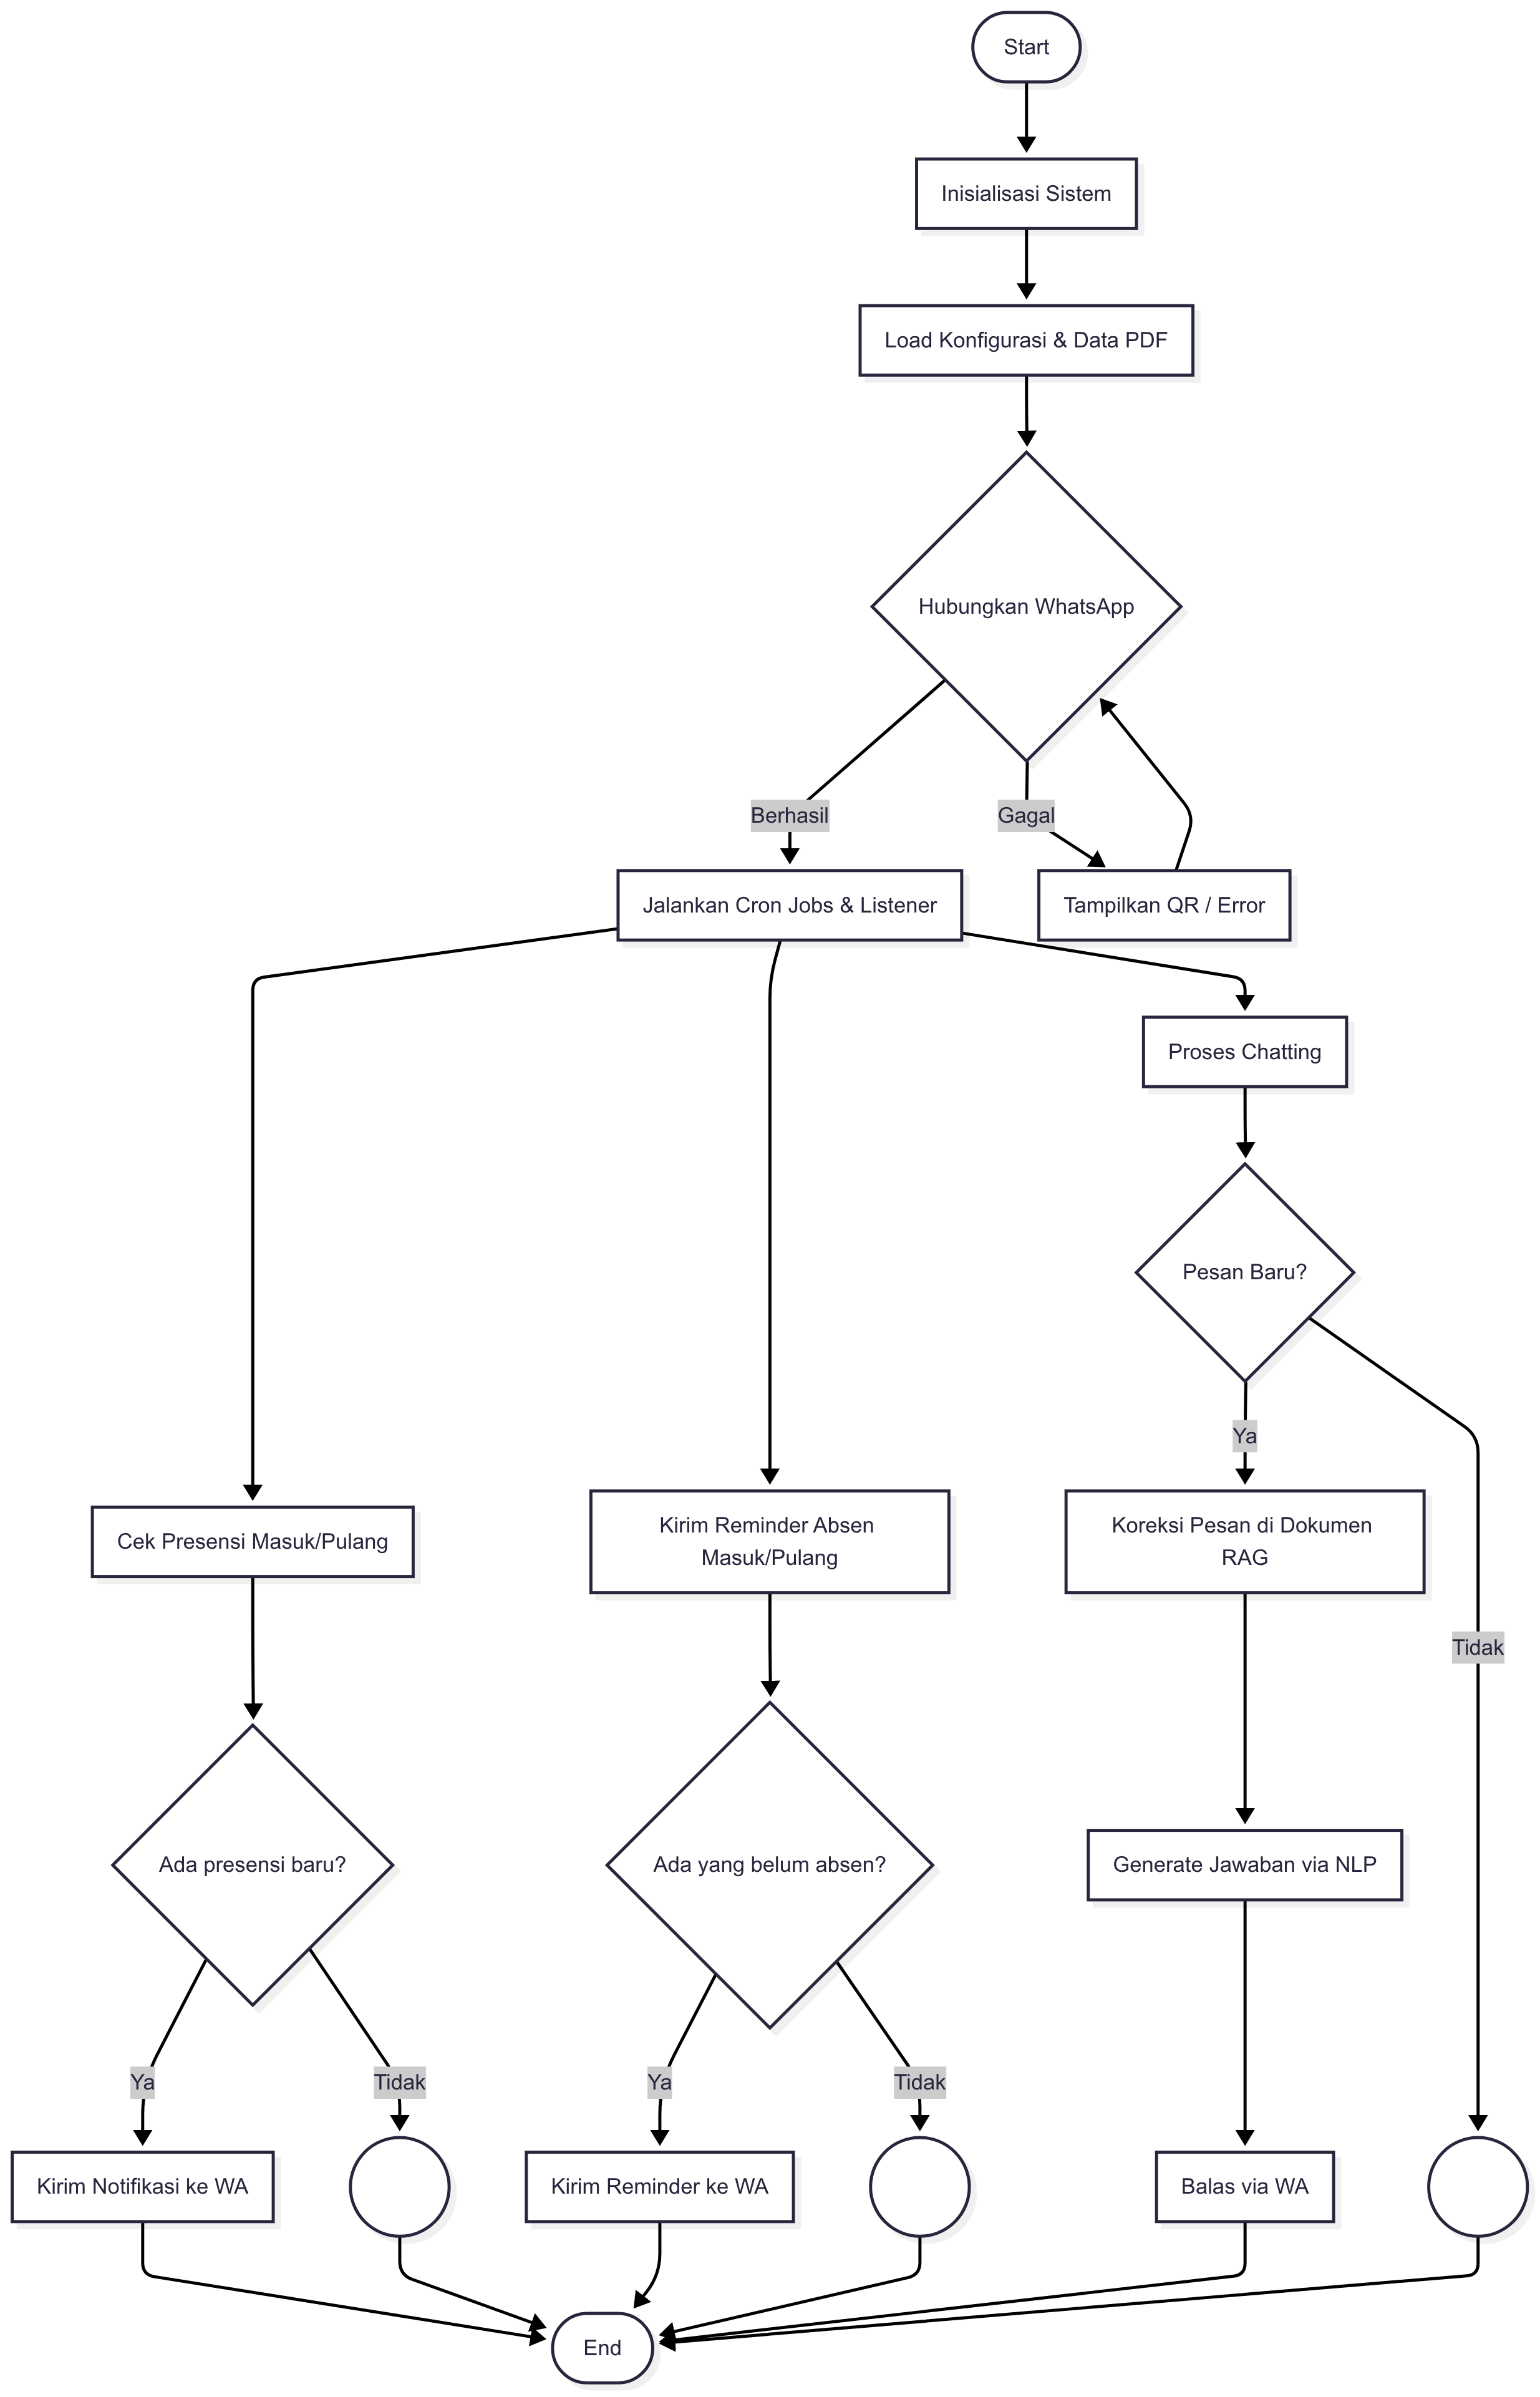 Start
Inisialisasi Sistem
Load Konfigurasi & Data PDF
Hubungkan WhatsApp
Berhasil
Gagal
Jalankan Cron Jobs & Listener
Tampilkan QR / Error
Proses Chatting
Pesan Baru?
Ya
Cek Presensi Masuk/Pulang
Kirim Reminder Absen
Masuk/Pulang
Koreksi Pesan di Dokumen
RAG
Tidak
Ada presensi baru?
Ada yang belum absen?
Generate Jawaban via NLP
Ya
Tidak
Ya
Tidak
Kirim Notifikasi ke WA
Kirim Reminder ke WA
Balas via WA
End